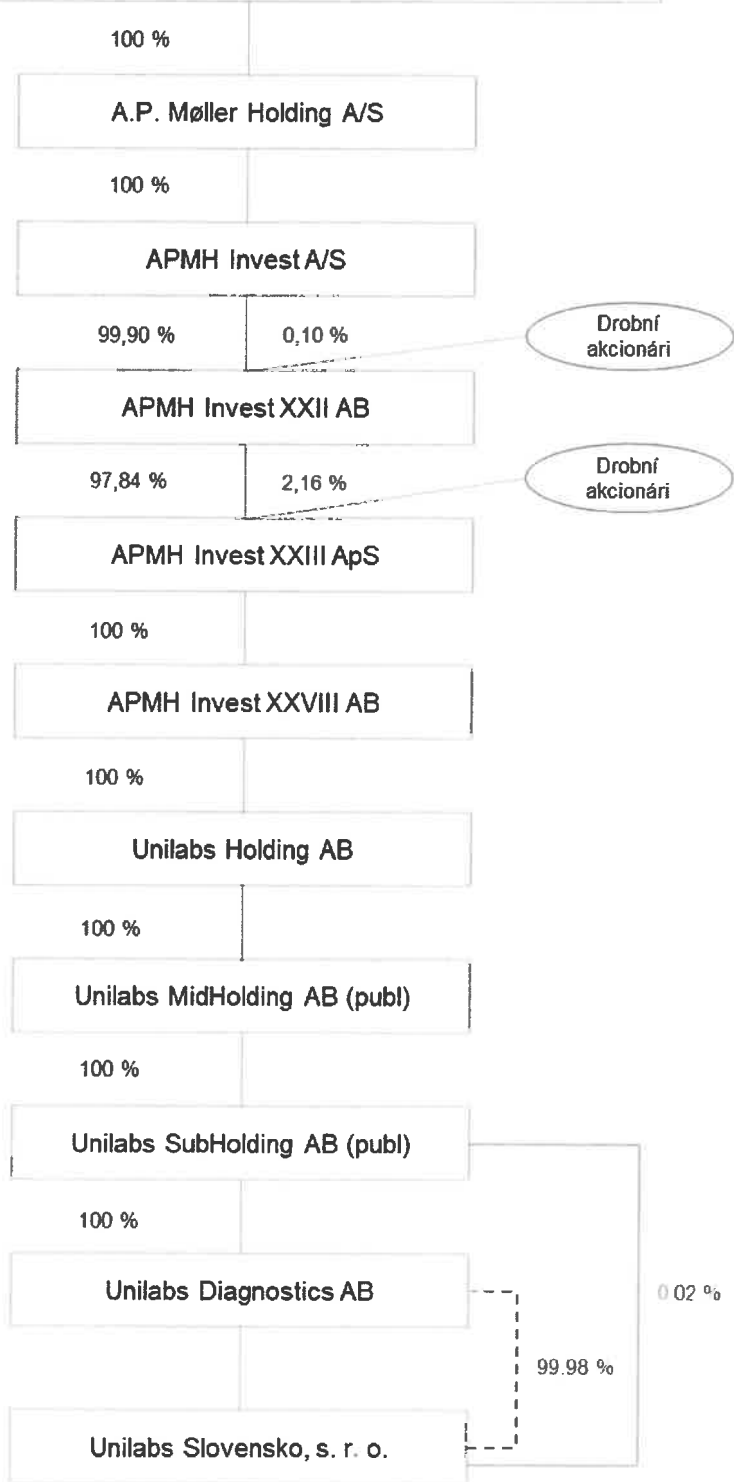 100 %
A.P. Møller Holding A/S
100 %
APMH Invest A/S
99,90 %
0,10 %
Drobní
akcionári
APMH Invest XXII AB
97,84 %
2,16 %
Drobní
akcionári
APMH Invest XXIII ApS
100 %
APMH Invest XXVIII AB
100 %
Unilabs Holding AB
100 %
Unilabs MidHolding AB (publ)
100 %
Unilabs SubHolding AB (publ)
100 %
Unilabs Diagnostics AB
0 02 %
99.98 %
Unilabs Slovensko, s. r. o.